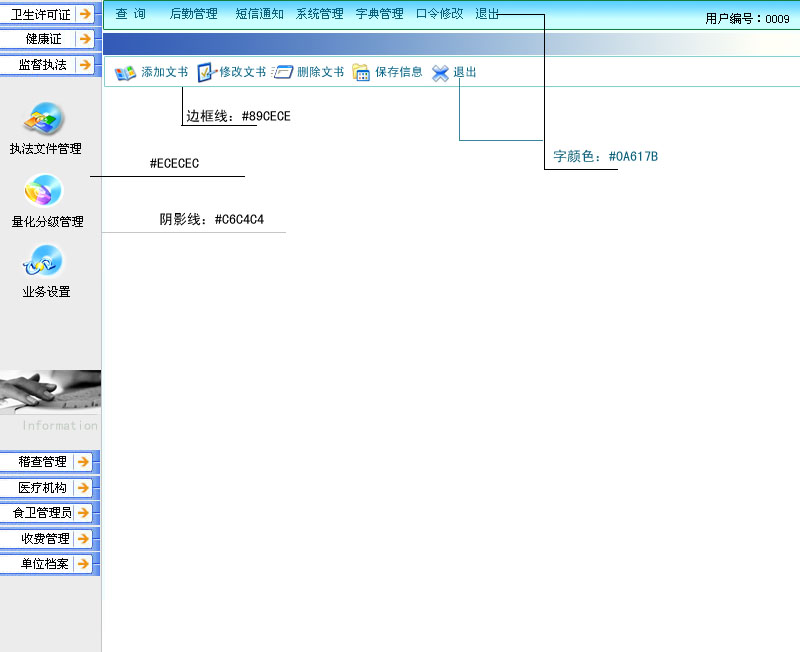 卫生许可证
健康证
监督执法
执法文件管理
量化分级管理
业务设置
Information
稽查管理
医疗机构
食卫管理员
收费管理
单位档案
查 询 后勤管理 短信通知 系统管理 字典管理 口令修改 退出
用户编号：0009
添加文书 修改文书 删除文书 保存信息 退出
边框线：#89CECE
字颜色：#0A617B
#ECECEC
阴影线：#C6C4C4